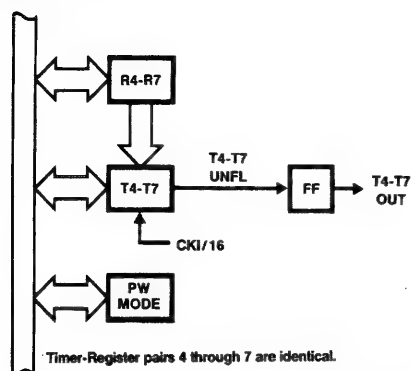 R4-R7
T4-T7
T4-T7
UNFL
FF
T4-T7
OUT
CKI/16
PW
MODE
Timer-Register pairs 4 through 7 are identical.